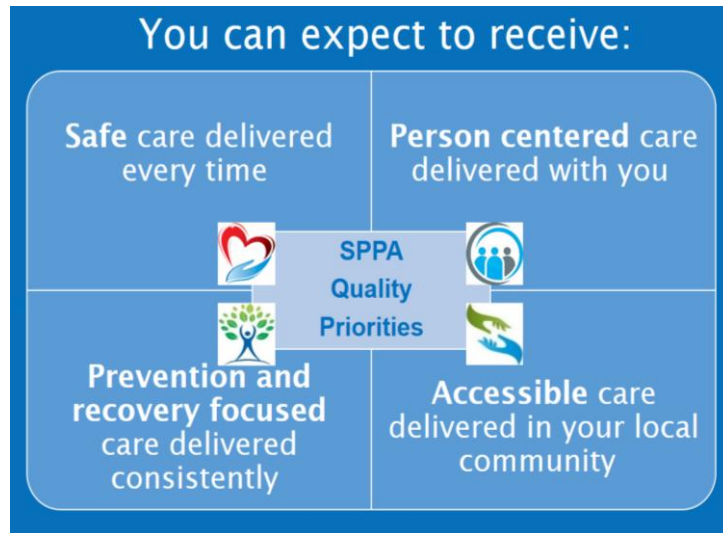 You can expect to receive:
Safe care delivered
every time
Person centered care
delivered with you
SPPA
Quality
Priorities
Prevention and
recovery focused
care delivered
consistently
Accessible care
delivered in your local
community